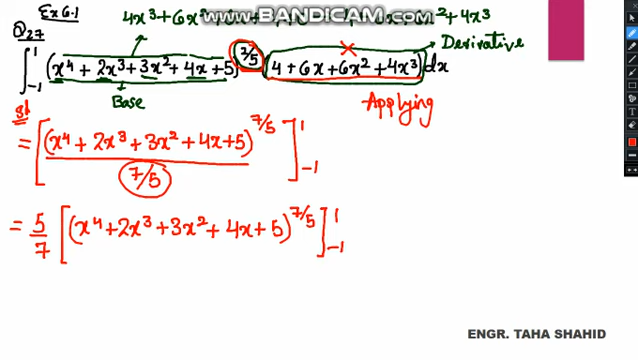 Ex 6.1 4x³+6x² www.BANDICAM.com x²+4x³
Q.27
∫₋₁¹ (x⁴ + 2x³ + 3x² + 4x + 5)^(2/5) (4 + 6x + 6x² + 4x³) dx
Derivative
Base
Applying
Sol
= [ (x⁴ + 2x³ + 3x² + 4x + 5)^(7/5) / (7/5) ]₋₁¹
= 5/7 [ (x⁴ + 2x³ + 3x² + 4x + 5)^(7/5) ]₋₁¹
ENGR. TAHA SHAHID